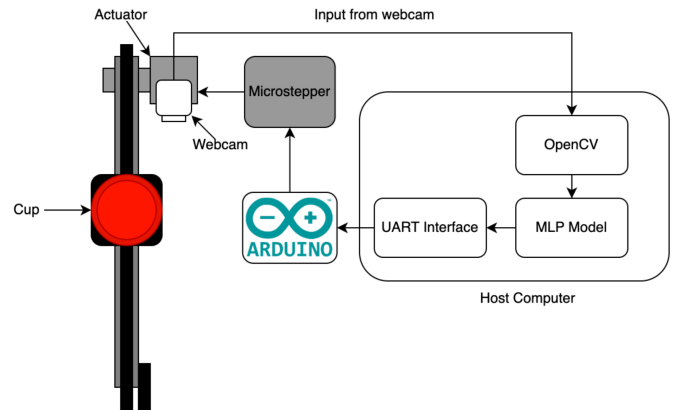 Actuator
Input from webcam
Microstepper
Webcam
OpenCV
Cup
UART Interface
MLP Model
ARDUINO
Host Computer